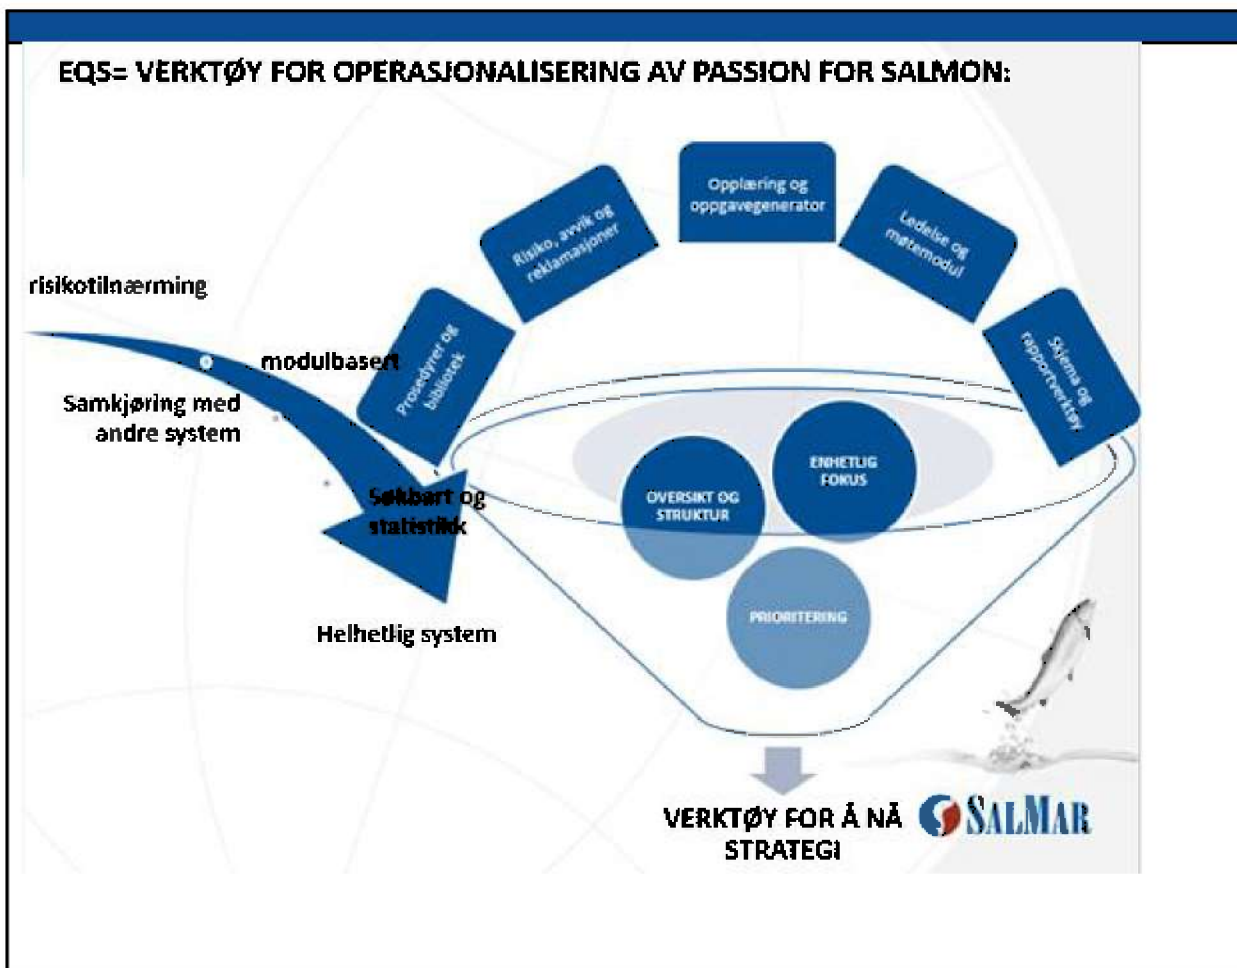 EQS= VERKTØY FOR OPERASJONALISERING AV PASSION FOR SALMON:
Opplæring og
oppgavegenerator
Risiko, avvik og
reklamasjoner
Ledelse og
møtemodul
risikotilnærming
Prosedyrer og
bibliotek
Skjema og
rapportverktøy
modulbasert
Samkjøring med
andre system
Søkbart og
statistikk
ENHETLIG
FOKUS
OVERSIKT OG
STRUKTUR
PRIORITERING
Helhetlig system
VERKTØY FOR Å NÅ
STRATEGI
SALMAR